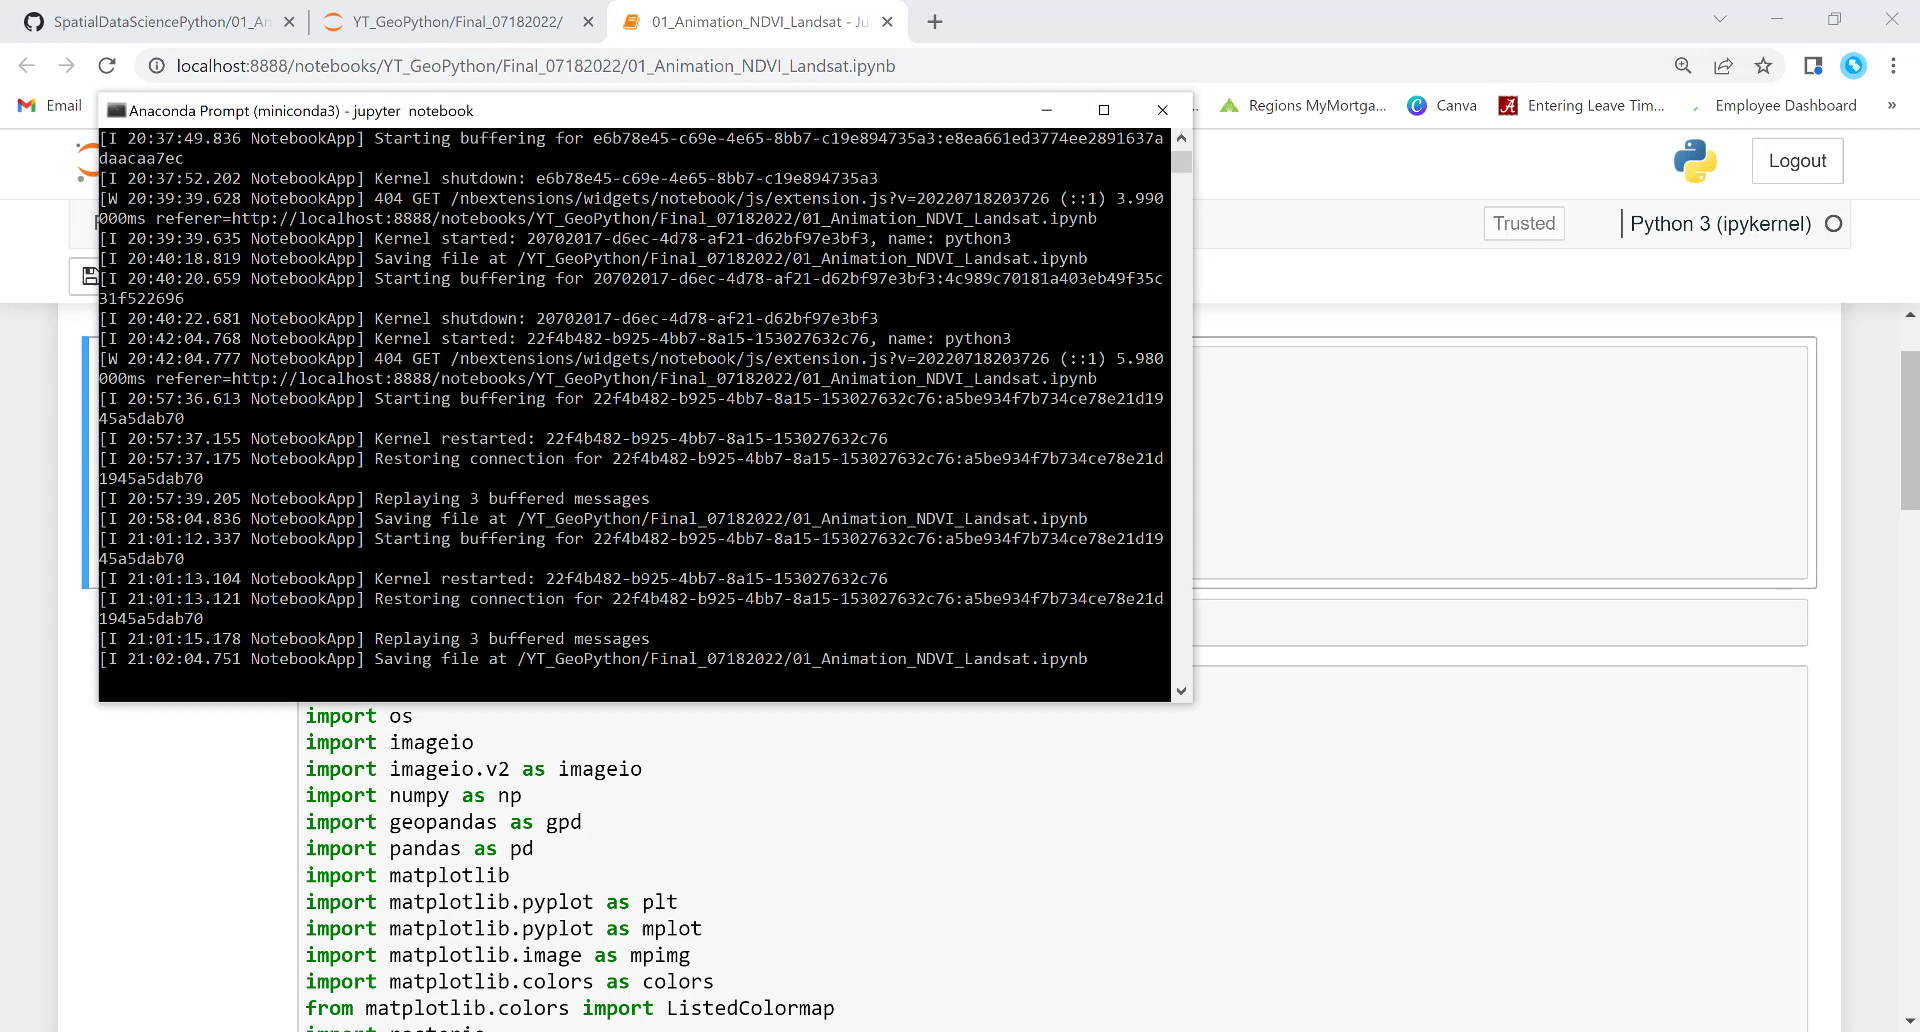 SpatialDataSciencePython/01_An
YT_GeoPython/Final_07182022/
01_Animation_NDVI_Landsat - Ju
localhost:8888/notebooks/YT_GeoPython/Final_07182022/01_Animation_NDVI_Landsat.ipynb
Email
Regions MyMortga...
Canva
Entering Leave Tim...
Employee Dashboard
»
Anaconda Prompt (miniconda3) - jupyter notebook
[I 20:37:49.836 NotebookApp] Starting buffering for e6b78e45-c69e-4e65-8bb7-c19e894735a3:e8ea661ed3774ee2891637a
daacaa7ec
[I 20:37:52.202 NotebookApp] Kernel shutdown: e6b78e45-c69e-4e65-8bb7-c19e894735a3
[W 20:39:39.628 NotebookApp] 404 GET /nbextensions/widgets/notebook/js/extension.js?v=20220718203726 (::1) 3.990
000ms referer=http://localhost:8888/notebooks/YT_GeoPython/Final_07182022/01_Animation_NDVI_Landsat.ipynb
[I 20:39:39.635 NotebookApp] Kernel started: 20702017-d6ec-4d78-af21-d62bf97e3bf3, name: python3
[I 20:40:18.819 NotebookApp] Saving file at /YT_GeoPython/Final_07182022/01_Animation_NDVI_Landsat.ipynb
[I 20:40:20.659 NotebookApp] Starting buffering for 20702017-d6ec-4d78-af21-d62bf97e3bf3:4c989c70181a403eb49f35c
31f522696
[I 20:40:22.681 NotebookApp] Kernel shutdown: 20702017-d6ec-4d78-af21-d62bf97e3bf3
[I 20:42:04.768 NotebookApp] Kernel started: 22f4b482-b925-4bb7-8a15-153027632c76, name: python3
[W 20:42:04.777 NotebookApp] 404 GET /nbextensions/widgets/notebook/js/extension.js?v=20220718203726 (::1) 5.980
000ms referer=http://localhost:8888/notebooks/YT_GeoPython/Final_07182022/01_Animation_NDVI_Landsat.ipynb
[I 20:57:36.613 NotebookApp] Starting buffering for 22f4b482-b925-4bb7-8a15-153027632c76:a5be934f7b734ce78e21d19
45a5dab70
[I 20:57:37.155 NotebookApp] Kernel restarted: 22f4b482-b925-4bb7-8a15-153027632c76
[I 20:57:37.175 NotebookApp] Restoring connection for 22f4b482-b925-4bb7-8a15-153027632c76:a5be934f7b734ce78e21d
1945a5dab70
[I 20:57:39.205 NotebookApp] Replaying 3 buffered messages
[I 20:58:04.836 NotebookApp] Saving file at /YT_GeoPython/Final_07182022/01_Animation_NDVI_Landsat.ipynb
[I 21:01:12.337 NotebookApp] Starting buffering for 22f4b482-b925-4bb7-8a15-153027632c76:a5be934f7b734ce78e21d19
45a5dab70
[I 21:01:13.104 NotebookApp] Kernel restarted: 22f4b482-b925-4bb7-8a15-153027632c76
[I 21:01:13.121 NotebookApp] Restoring connection for 22f4b482-b925-4bb7-8a15-153027632c76:a5be934f7b734ce78e21d
1945a5dab70
[I 21:01:15.178 NotebookApp] Replaying 3 buffered messages
[I 21:02:04.751 NotebookApp] Saving file at /YT_GeoPython/Final_07182022/01_Animation_NDVI_Landsat.ipynb
Logout
Trusted
Python 3 (ipykernel)
import os
import imageio
import imageio.v2 as imageio
import numpy as np
import geopandas as gpd
import pandas as pd
import matplotlib
import matplotlib.pyplot as plt
import matplotlib.pyplot as mplot
import matplotlib.image as mpimg
import matplotlib.colors as colors
from matplotlib.colors import ListedColormap